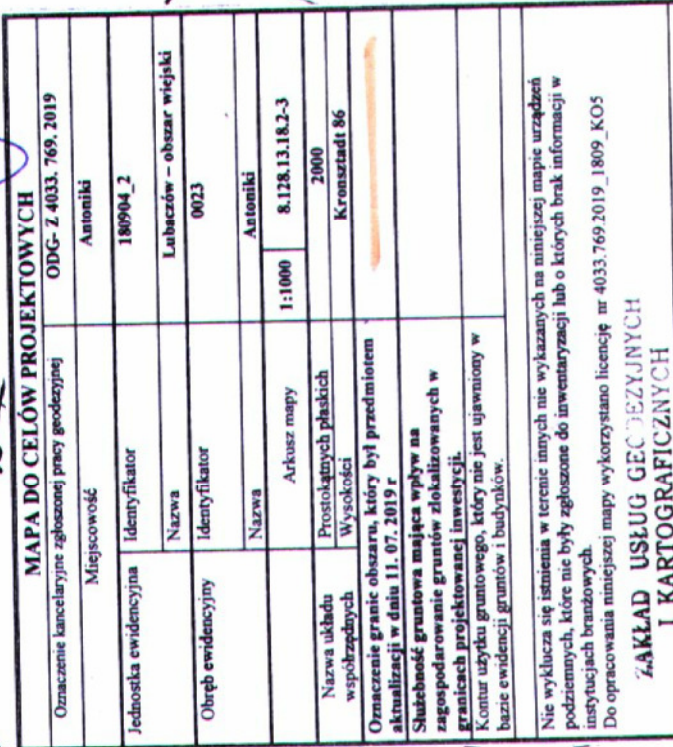 MAPA DO CELÓW PROJEKTOWYCH
Oznaczenie kancelaryjne zgłoszonej pracy geodezyjnej ODG- Z 4033. 769. 2019
Miejscowość Antoniki
Jednostka ewidencyjna Identyfikator 180904_2
Nazwa Lubaczów – obszar wiejski
Obręb ewidencyjny Identyfikator 0023
Nazwa Antoniki
Arkusz mapy 1:1000 8.128.13.18.2-3
Nazwa układu współrzędnych Prostokątnych płaskich 2000
Wysokości Kronsztadt 86
Oznaczenie granic obszaru, który był przedmiotem
aktualizacji w dniu 11. 07. 2019 r
Służebność gruntowa mająca wpływ na
zagospodarowanie gruntów zlokalizowanych w
granicach projektowanej inwestycji.
Kontur użytku gruntowego, który nie jest ujawniony w
bazie ewidencji gruntów i budynków.
Nie wyklucza się istnienia w terenie innych nie wykazanych na niniejszej mapie urządzeń
podziemnych, które nie były zgłoszone do inwentaryzacji lub o których brak informacji w
instytucjach branżowych.
Do opracowania niniejszej mapy wykorzystano licencję nr 4033.769.2019_1809_KO5
ZAKŁAD USŁUG GEODEZYJNYCH
I KARTOGRAFICZNYCH